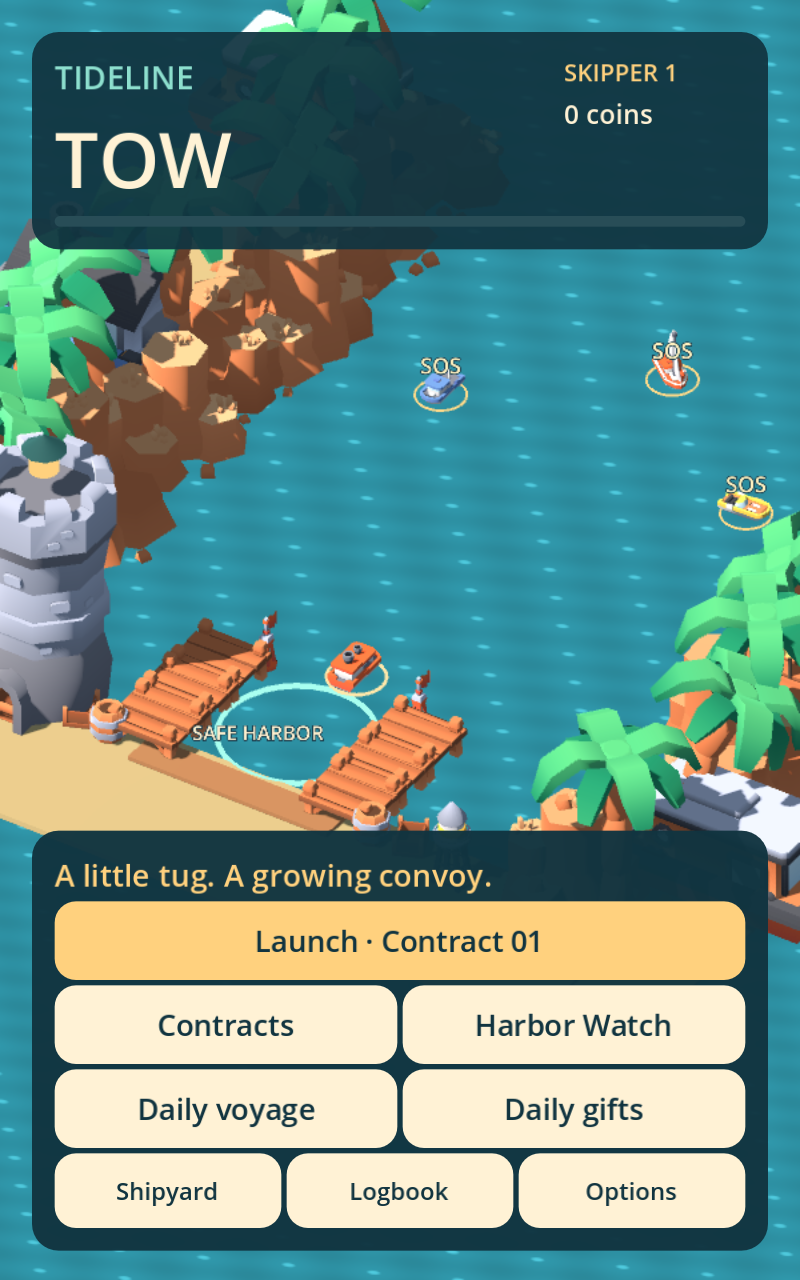 TIDELINE
TOW
SKIPPER 1
0 coins
SOS
SOS
SOS
SAFE HARBOR
A little tug. A growing convoy.
Launch · Contract 01
Contracts
Harbor Watch
Daily voyage
Daily gifts
Shipyard
Logbook
Options